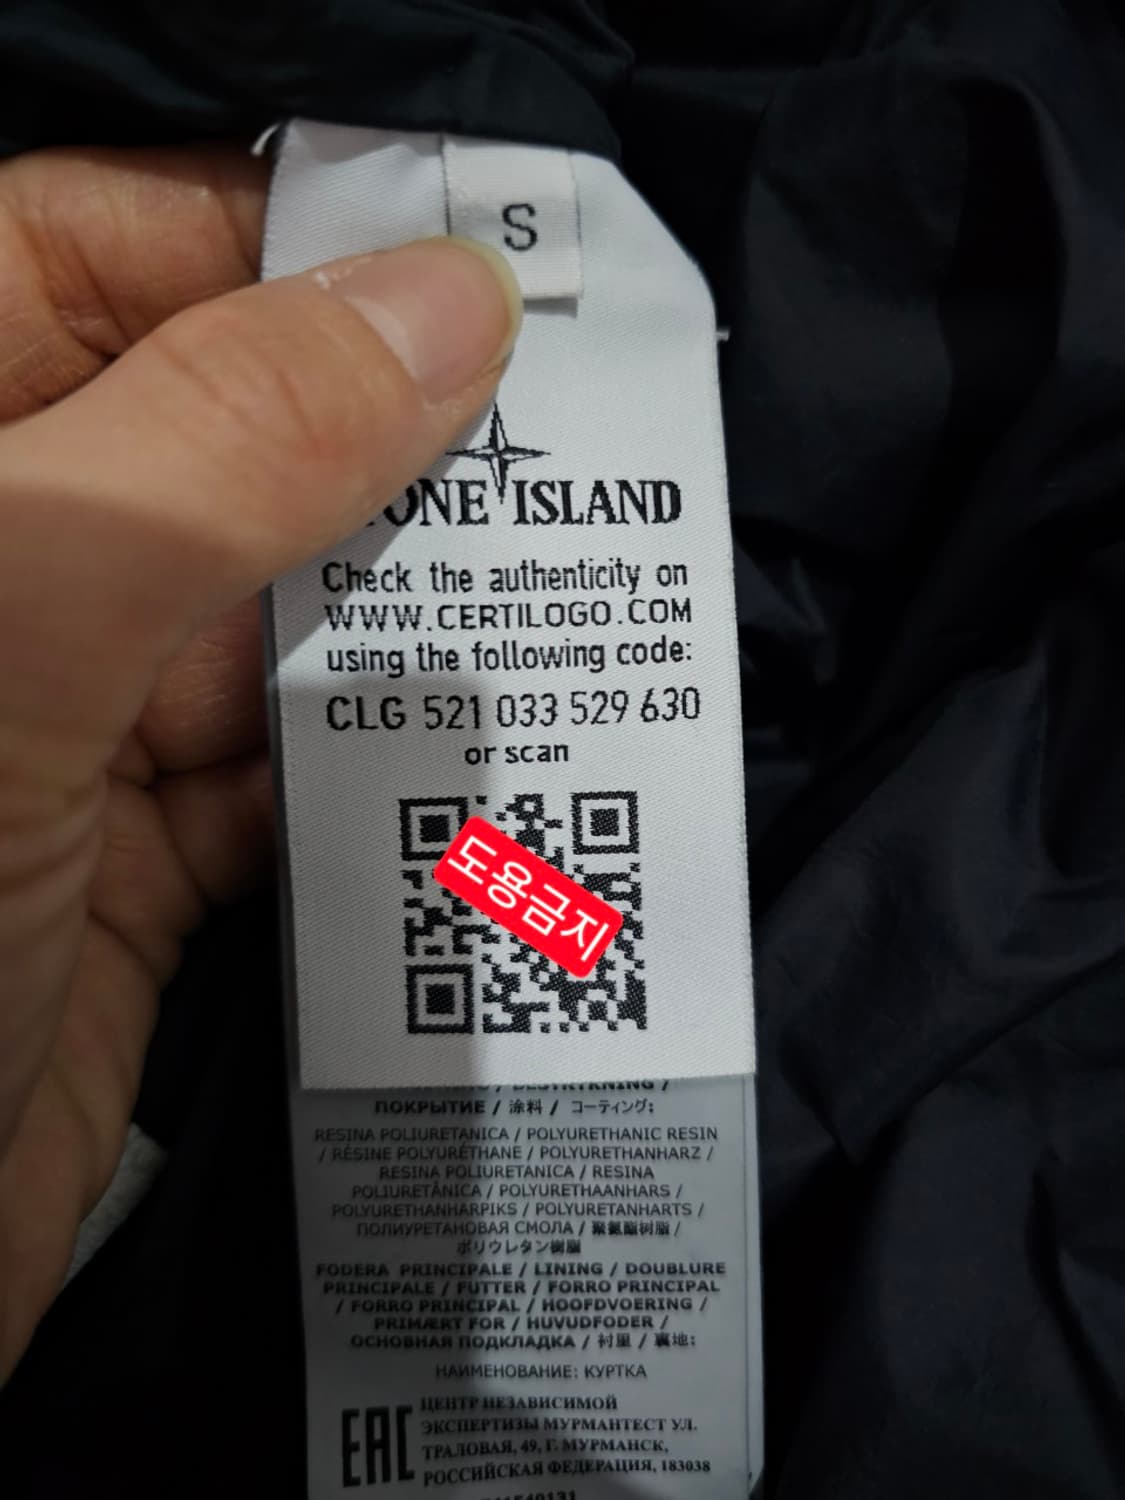 S
ONE ISLAND
Check the authenticity on
WWW.CERTILOGO.COM
using the following code:
CLG 521 033 529 630
or scan
도용금지
ПОКРЫТИЕ / 涂料 / コーティング:
RESINA POLIURETANICA / POLYURETHANIC RESIN
/ RÉSINE POLYURÉTHANE / POLYURETHANHARZ /
RESINA POLIURETANICA / RESINA
POLIURETÂNICA / POLYURETHAANHARS /
POLYURETHANHARPIKS / POLYURETANHARTS /
ПОЛИУРЕТАНОВАЯ СМОЛА / 聚氨酯树脂 /
ポリウレタン樹脂
FODERA PRINCIPALE / LINING / DOUBLURE
PRINCIPALE / FUTTER / FORRO PRINCIPAL
/ FORRO PRINCIPAL / HOOFDVOERING /
PRIMÆRT FOR / HUVUDFODER /
ОСНОВНАЯ ПОДКЛАДКА / 衬里 / 裏地:
НАИМЕНОВАНИЕ: КУРТКА
EAC
ЦЕНТР НЕЗАВИСИМОЙ
ЭКСПЕРТИЗЫ МУРМАНТЕСТ УЛ.
ТРАЛОВАЯ, 49, Г. МУРМАНСК,
РОССИЙСКАЯ ФЕДЕРАЦИЯ, 183038